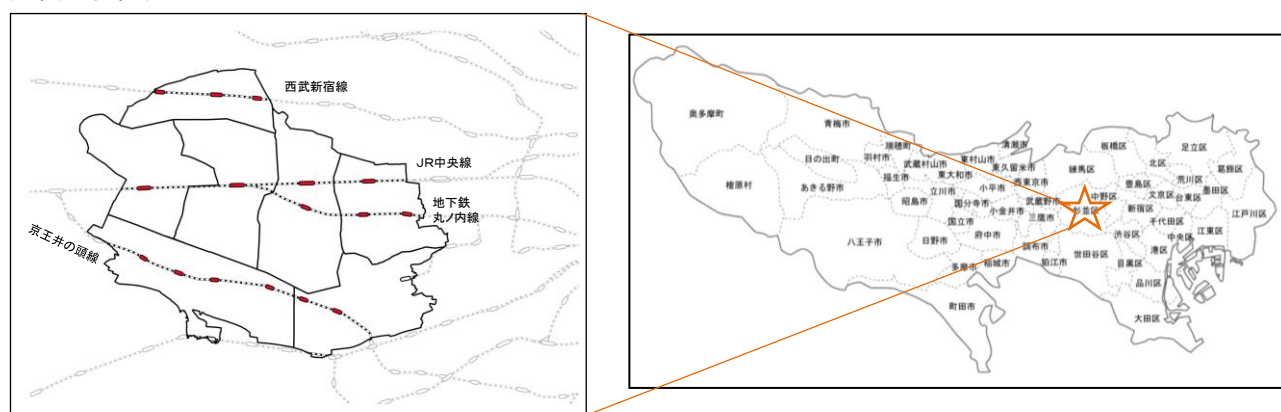 西武新宿線
JR中央線
地下鉄
丸ノ内線
京王井の頭線
奥多摩町
青梅市
瑞穂町
清瀬市
板橋区
足立区
日の出町
羽村市
武蔵村山市
東村山市
東久留米市
練馬区
北区
葛飾区
福生市
東大和市
西東京市
豊島区
荒川区
檜原村
あきる野市
昭島市
立川市
小平市
国分寺市
武蔵野市
中野区
文京区
台東区
墨田区
国立市
小金井市
三鷹市
杉並区
新宿区
千代田区
江戸川区
八王子市
日野市
府中市
調布市
渋谷区
中央区
江東区
多摩市
稲城市
狛江市
世田谷区
目黒区
港区
町田市
品川区
大田区